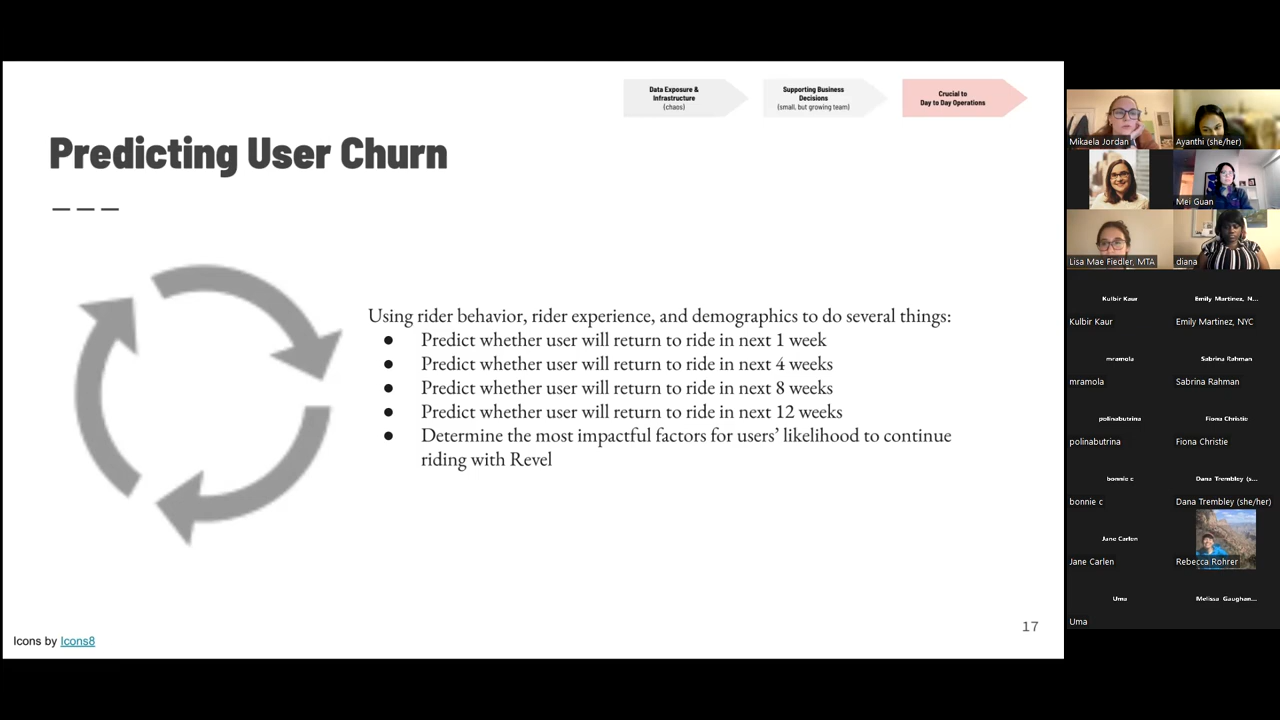 Data Exposure &
Infrastructure
(chaos)
Supporting Business
Decisions
(small, but growing team)
Crucial to
Day to Day Operations
Predicting User Churn
Using rider behavior, rider experience, and demographics to do several things:
● Predict whether user will return to ride in next 1 week
● Predict whether user will return to ride in next 4 weeks
● Predict whether user will return to ride in next 8 weeks
● Predict whether user will return to ride in next 12 weeks
● Determine the most impactful factors for users’ likelihood to continue
riding with Revel
17
Icons by Icons8
Mikaela Jordan
Ayanthi (she/her)
Mei Guan
Lisa Mae Fiedler, MTA
diana
Kulbir Kaur
Emily Martinez, N...
Kulbir Kaur
Emily Martinez, NYC
mramola
Sabrina Rahman
mramola
Sabrina Rahman
polinabutrina
Fiona Christie
polinabutrina
Fiona Christie
bonnie c
Dana Trembley (s...
bonnie c
Dana Trembley (she/her)
Jane Carlen
Jane Carlen
Rebecca Rohrer
Uma
Melissa Gaughan...
Uma